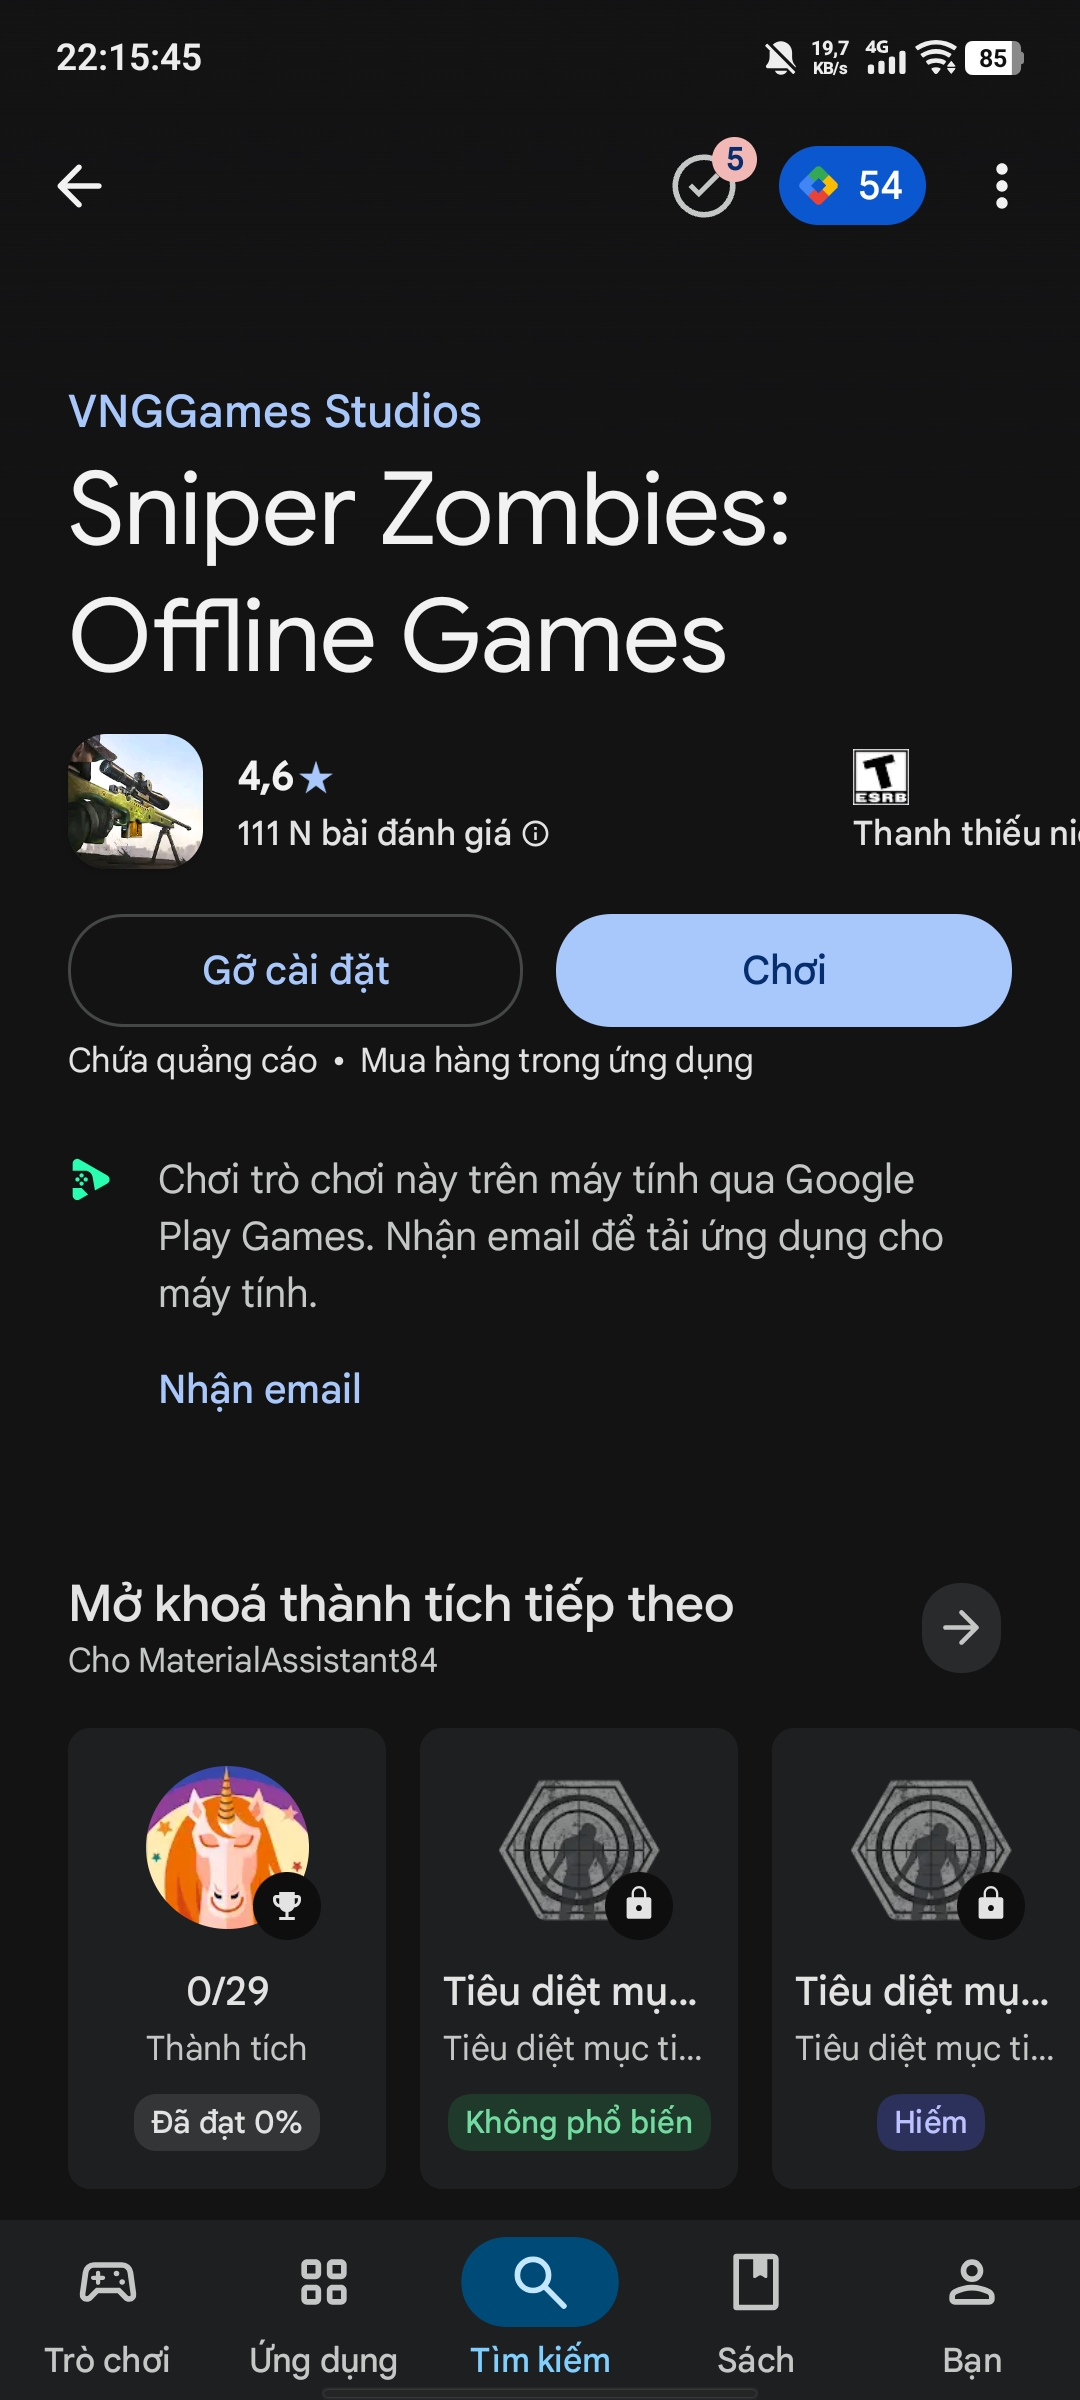 22:15:45
19,7 KB/s
4G
85
5
54
VNGGames Studios
Sniper Zombies:
Offline Games
4,6★
111 N bài đánh giá
T
ESRB
Thanh thiếu
Gỡ cài đặt
Chơi
Chứa quảng cáo • Mua hàng trong ứng dụng
Chơi trò chơi này trên máy tính qua Google
Play Games. Nhận email để tải ứng dụng cho
máy tính.
Nhận email
Mở khoá thành tích tiếp theo
Cho MaterialAssistant84
0/29
Thành tích
Đã đạt 0%
Tiêu diệt mụ...
Tiêu diệt mục ti...
Không phổ biến
Tiêu diệt mụ...
Tiêu diệt mục ti...
Hiếm
Trò chơi
Ứng dụng
Tìm kiếm
Sách
Bạn